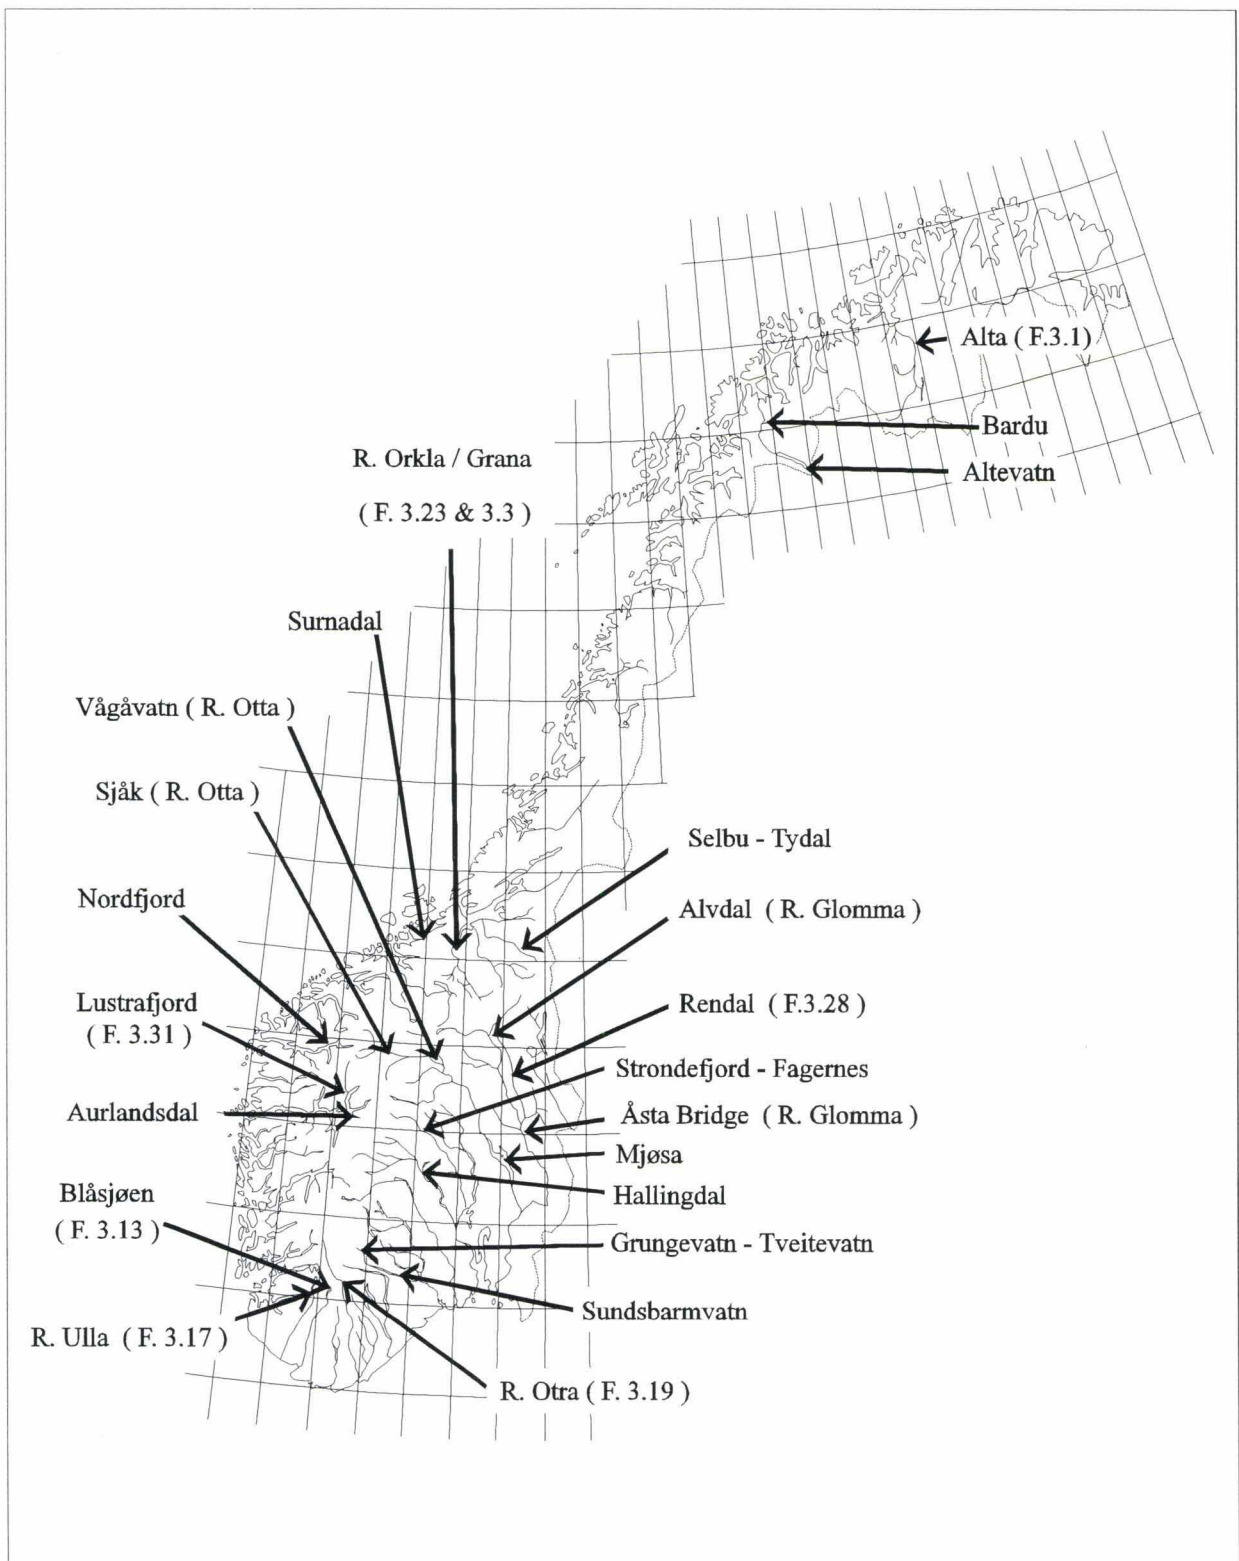 Alta ( F.3.1)
Bardu
Altevatn
R. Orkla / Grana
( F. 3.23 & 3.3 )
Surnadal
Vågåvatn ( R. Otta )
Sjåk ( R. Otta )
Nordfjord
Lustrafjord
( F. 3.31 )
Aurlandsdal
Blåsjøen
( F. 3.13 )
R. Ulla ( F. 3.17 )
Selbu - Tydal
Alvdal ( R. Glomma )
Rendal ( F.3.28 )
Strondefjord - Fagernes
Åsta Bridge ( R. Glomma )
Mjøsa
Hallingdal
Grungevatn - Tveitevatn
Sundsbarmvatn
R. Otra ( F. 3.19 )